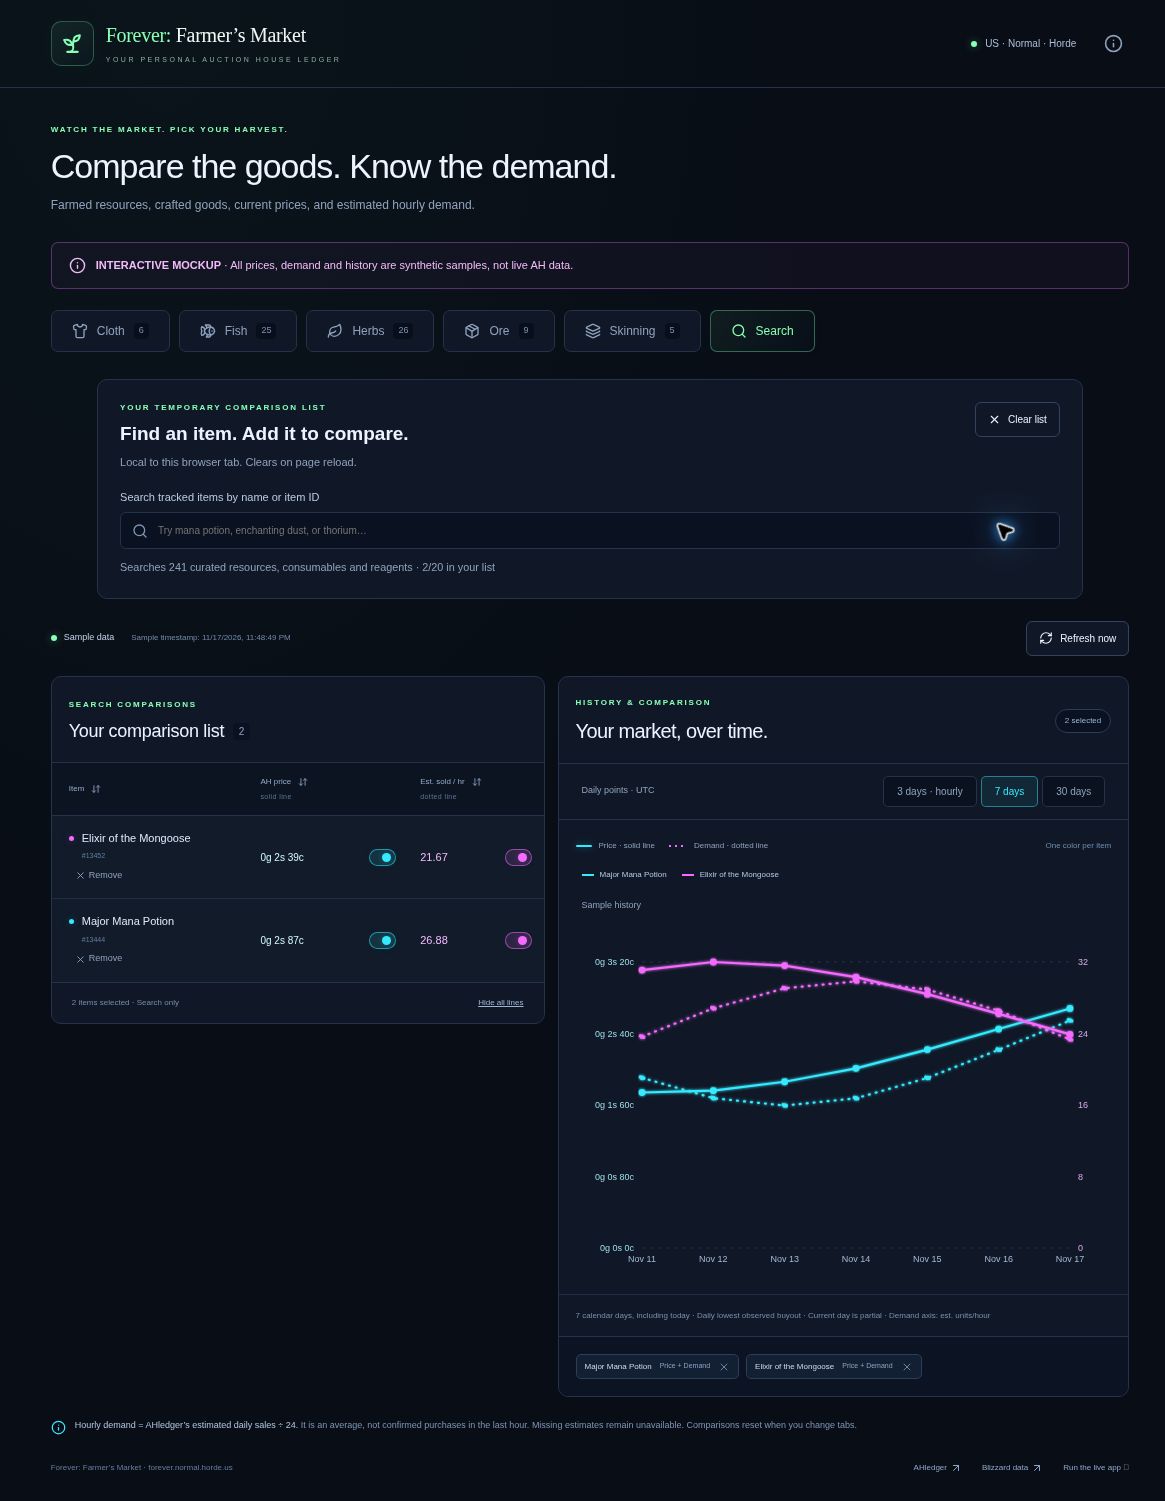 Forever: Farmer’s Market
YOUR PERSONAL AUCTION HOUSE LEDGER
US · Normal · Horde
WATCH THE MARKET. PICK YOUR HARVEST.
Compare the goods. Know the demand.
Farmed resources, crafted goods, current prices, and estimated hourly demand.
INTERACTIVE MOCKUP · All prices, demand and history are synthetic samples, not live AH data.
Cloth 6 Fish 25 Herbs 26 Ore 9 Skinning 5 Search
YOUR TEMPORARY COMPARISON LIST
Find an item. Add it to compare.
Clear list
Local to this browser tab. Clears on page reload.
Search tracked items by name or item ID
Try mana potion, enchanting dust, or thorium…
Searches 241 curated resources, consumables and reagents · 2/20 in your list
Sample data Sample timestamp: 11/17/2026, 11:48:49 PM
Refresh now
SEARCH COMPARISONS
Your comparison list 2
Item AH price Est. sold / hr
solid line dotted line
Elixir of the Mongoose
#13452
0g 2s 39c 21.67
Remove
Major Mana Potion
#13444
0g 2s 87c 26.88
Remove
2 items selected · Search only Hide all lines
HISTORY & COMPARISON
Your market, over time.
2 selected
Daily points · UTC
3 days · hourly 7 days 30 days
Price · solid line Demand · dotted line One color per item
Major Mana Potion Elixir of the Mongoose
Sample history
0g 3s 20c 32
0g 2s 40c 24
0g 1s 60c 16
0g 0s 80c 8
0g 0s 0c 0
Nov 11 Nov 12 Nov 13 Nov 14 Nov 15 Nov 16 Nov 17
7 calendar days, including today · Daily lowest observed buyout · Current day is partial · Demand axis: est. units/hour
Major Mana Potion Price + Demand Elixir of the Mongoose Price + Demand
Hourly demand = AHledger’s estimated daily sales ÷ 24. It is an average, not confirmed purchases in the last hour. Missing estimates remain unavailable. Comparisons reset when you change tabs.
Forever: Farmer’s Market · forever.normal.horde.us
AHledger Blizzard data Run the live app